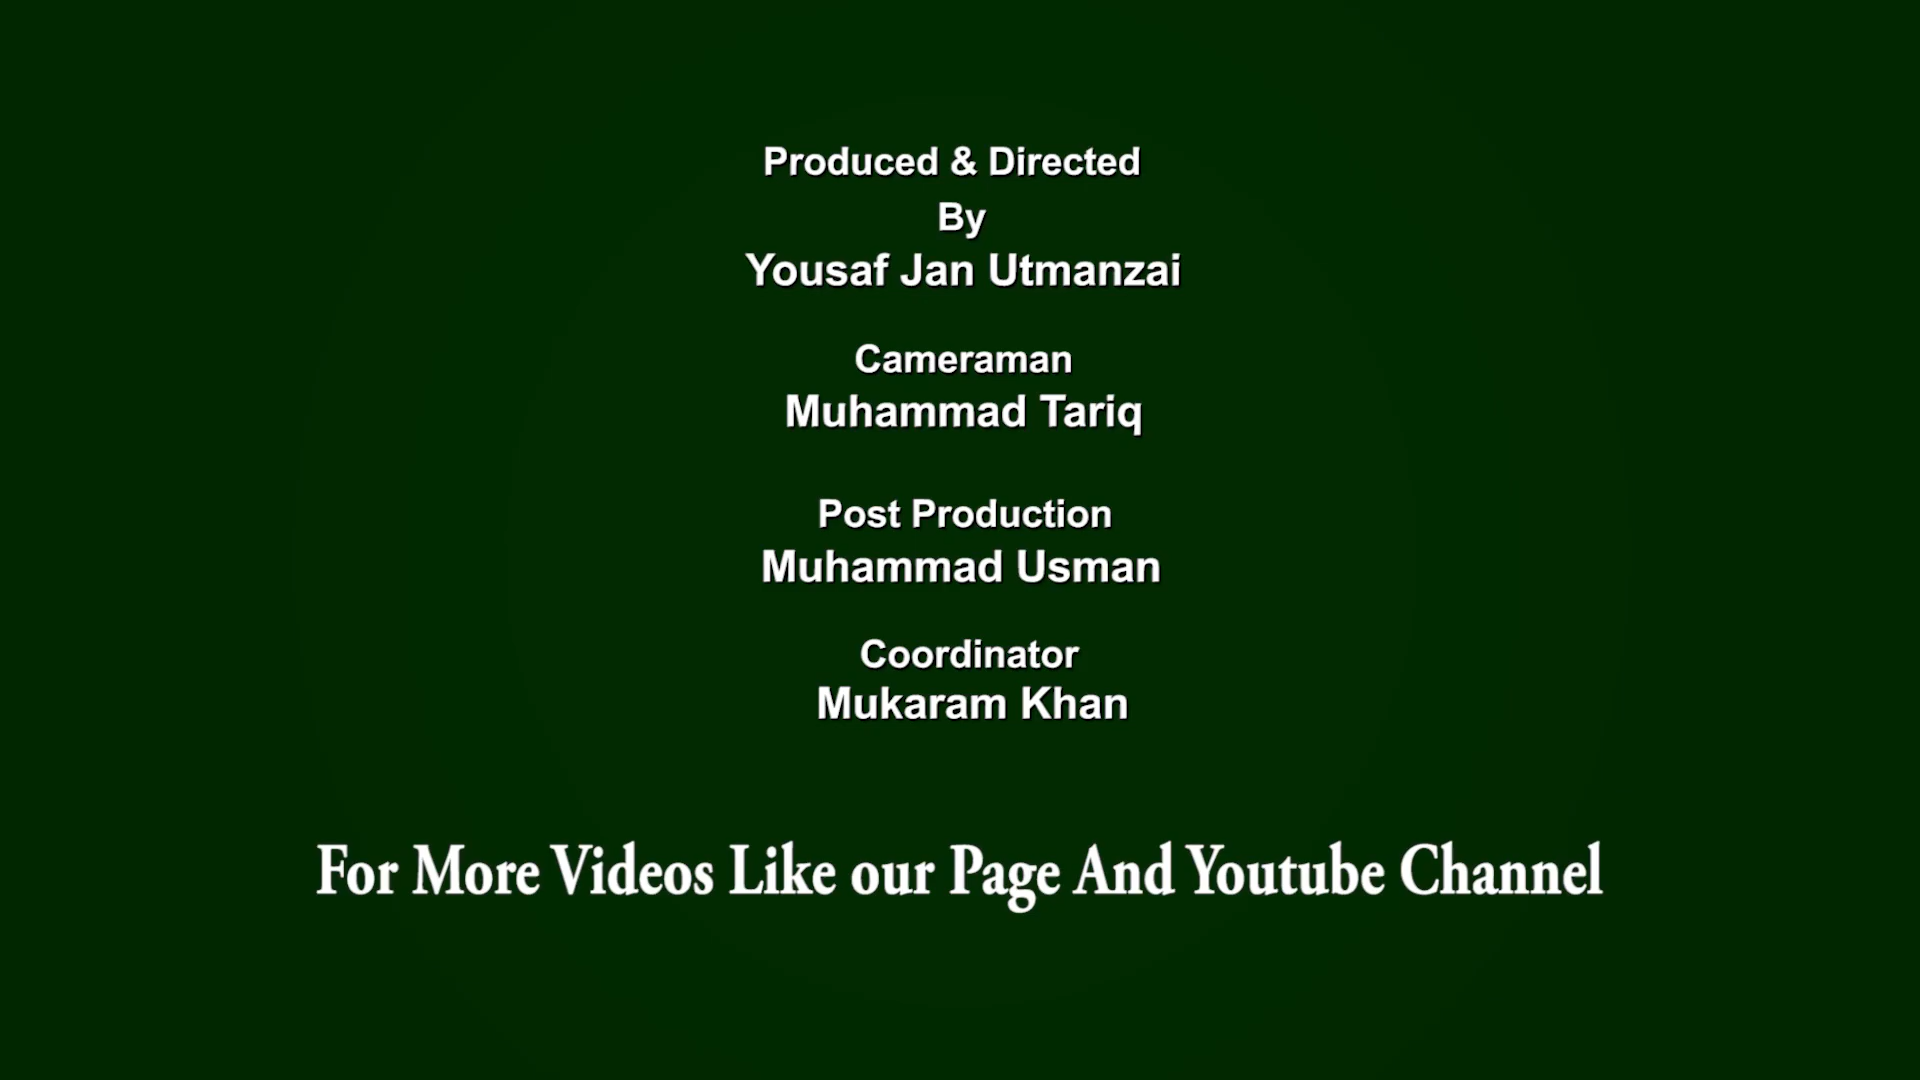 Produced & Directed
By
Yousaf Jan Utmanzai
Cameraman
Muhammad Tariq
Post Production
Muhammad Usman
Coordinator
Mukaram Khan
For More Videos Like our Page And Youtube Channel